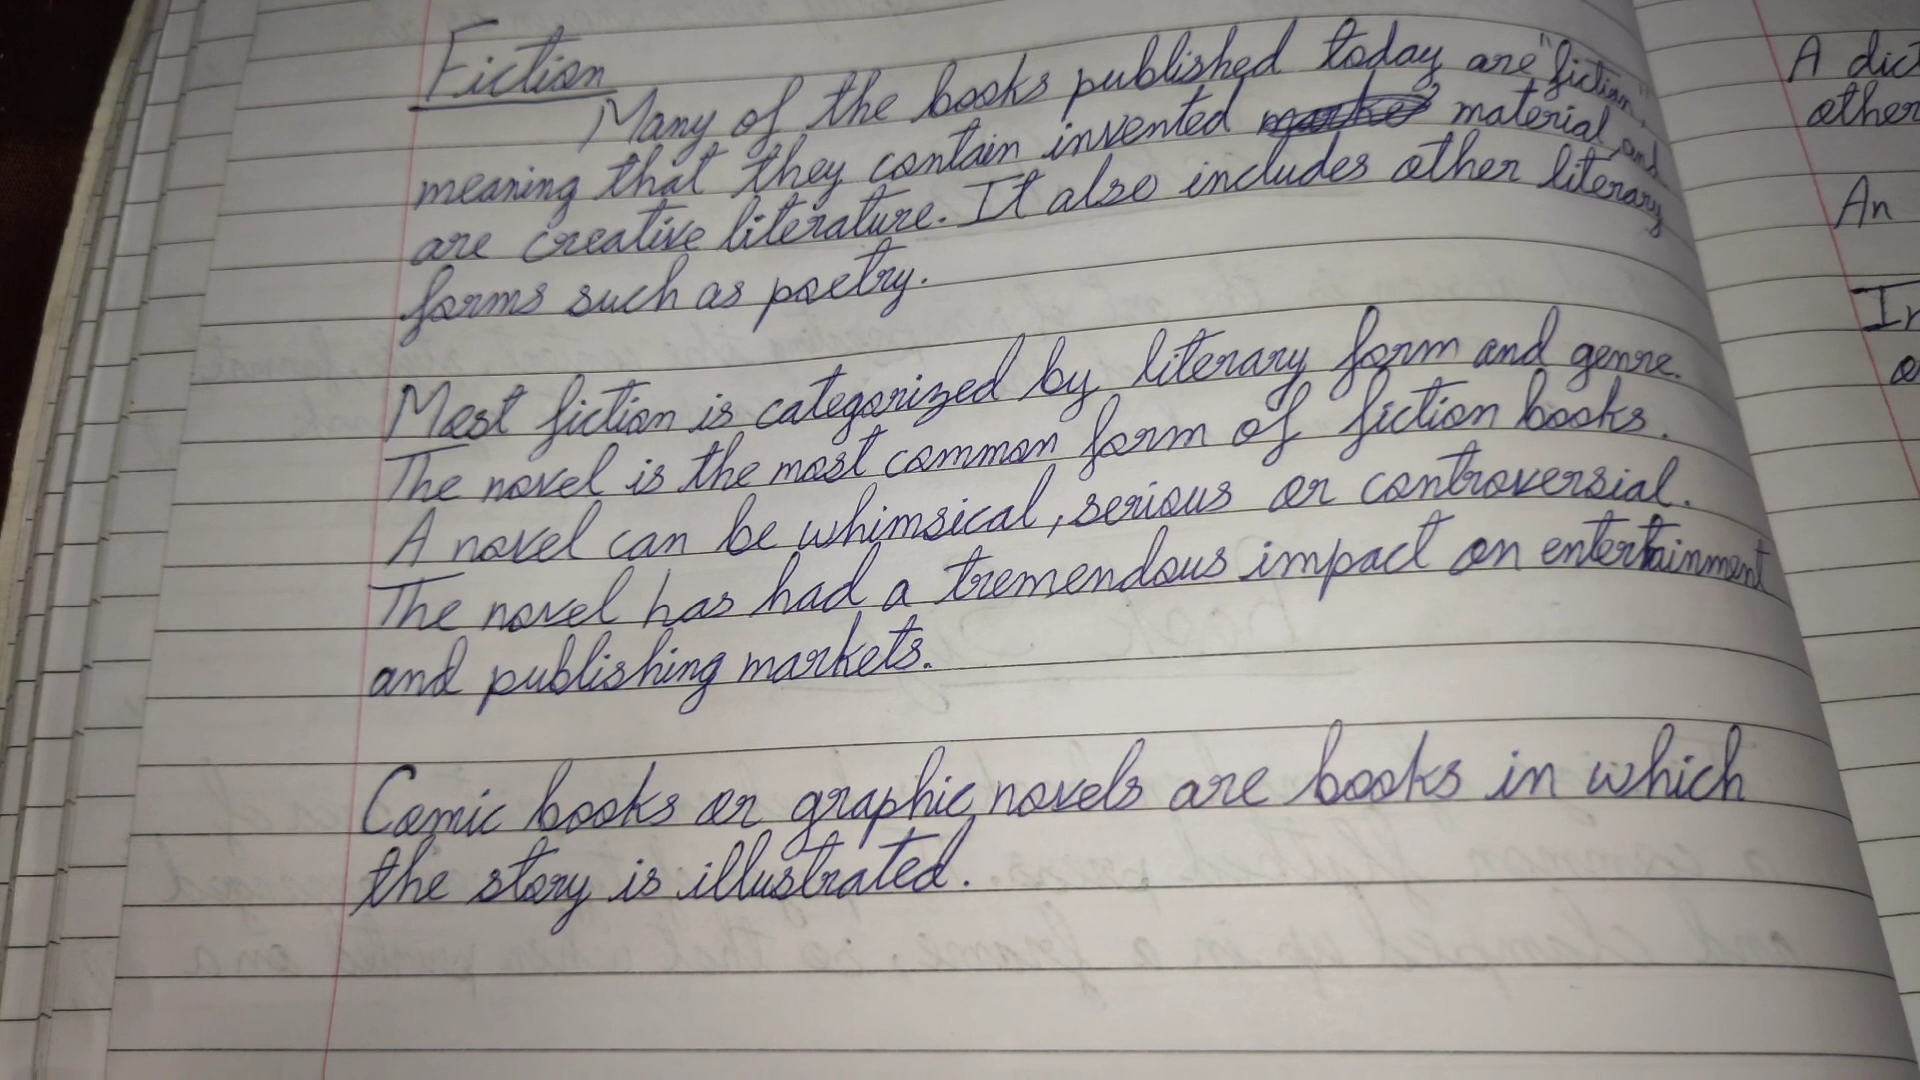 Fiction
Many of the books published today are "fiction",
meaning that they contain invented material, and
are creative literature. It also includes other literary
forms such as poetry.
Most fiction is categorized by literary form and genre.
The novel is the most common form of fiction books.
A novel can be whimsical, serious or controversial.
The novel has had a tremendous impact on entertainment
and publishing markets.
Comic books or graphic novels are books in which
the story is illustrated.
A dict
other
An